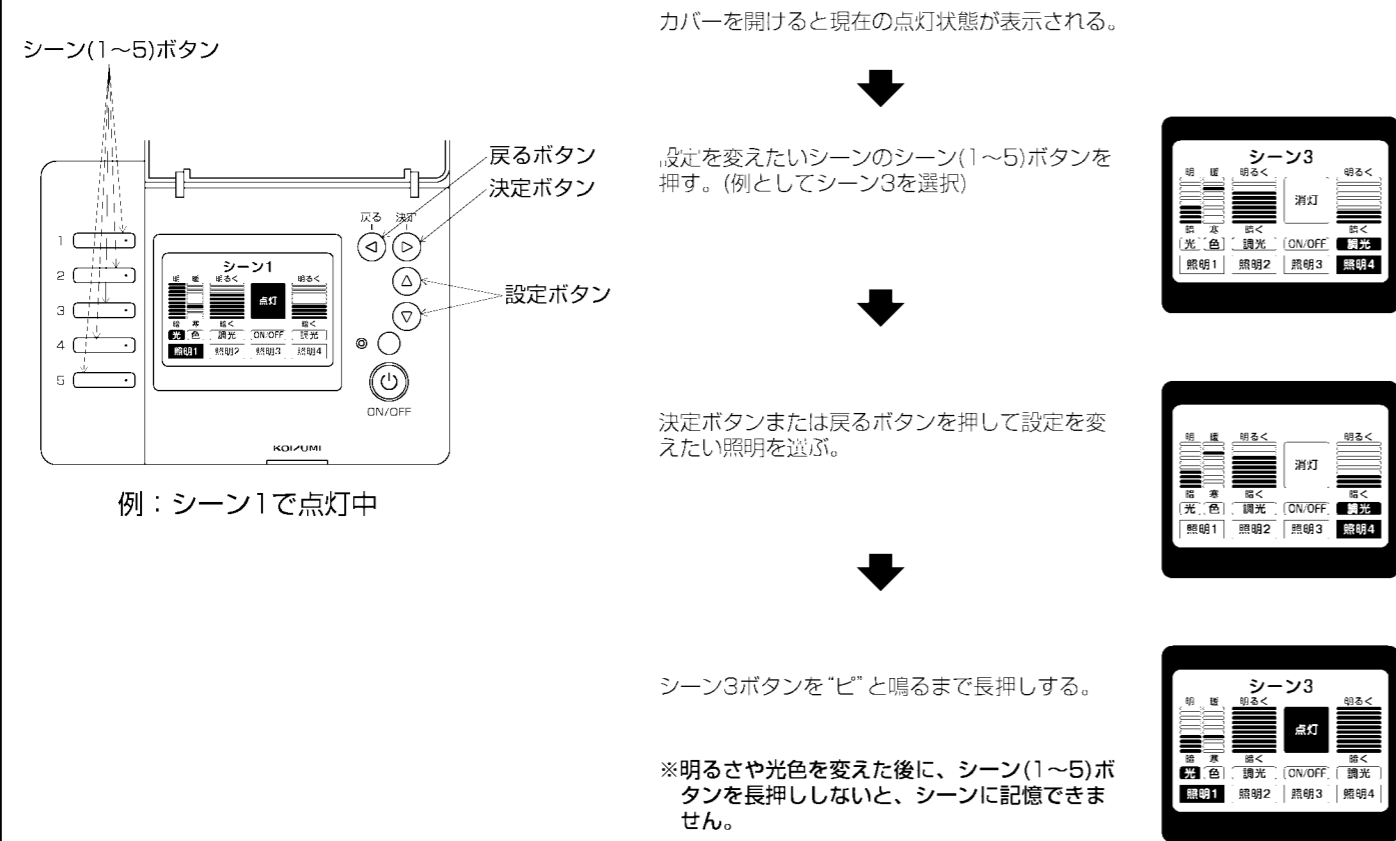 シーン(1～5)ボタン
戻るボタン
決定ボタン
設定ボタン
戻る 決定
1
2
3
4
5
シーン1
明 暖 明るく 明るく
点灯
暗 寒 暗く 暗く
光 色 調光 ON/OFF 調光
照明1 照明2 照明3 照明4
ON/OFF
KOIZUMI
例：シーン1で点灯中
カバーを開けると現在の点灯状態が表示される。
設定を変えたいシーンのシーン(1～5)ボタンを
押す。(例としてシーン3を選択)
シーン3
明 暖 明るく 明るく
消灯
暗 寒 暗く 暗く
光 色 調光 ON/OFF 調光
照明1 照明2 照明3 照明4
決定ボタンまたは戻るボタンを押して設定を変
えたい照明を選ぶ。
明 暖 明るく 明るく
消灯
暗 寒 暗く 暗く
光 色 調光 ON/OFF 調光
照明1 照明2 照明3 照明4
シーン3ボタンを“ピ”と鳴るまで長押しする。
※明るさや光色を変えた後に、シーン(1～5)ボ
タンを長押ししないと、シーンに記憶できま
せん。
シーン3
明 暖 明るく 明るく
点灯
暗 寒 暗く 暗く
光 色 調光 ON/OFF 調光
照明1 照明2 照明3 照明4